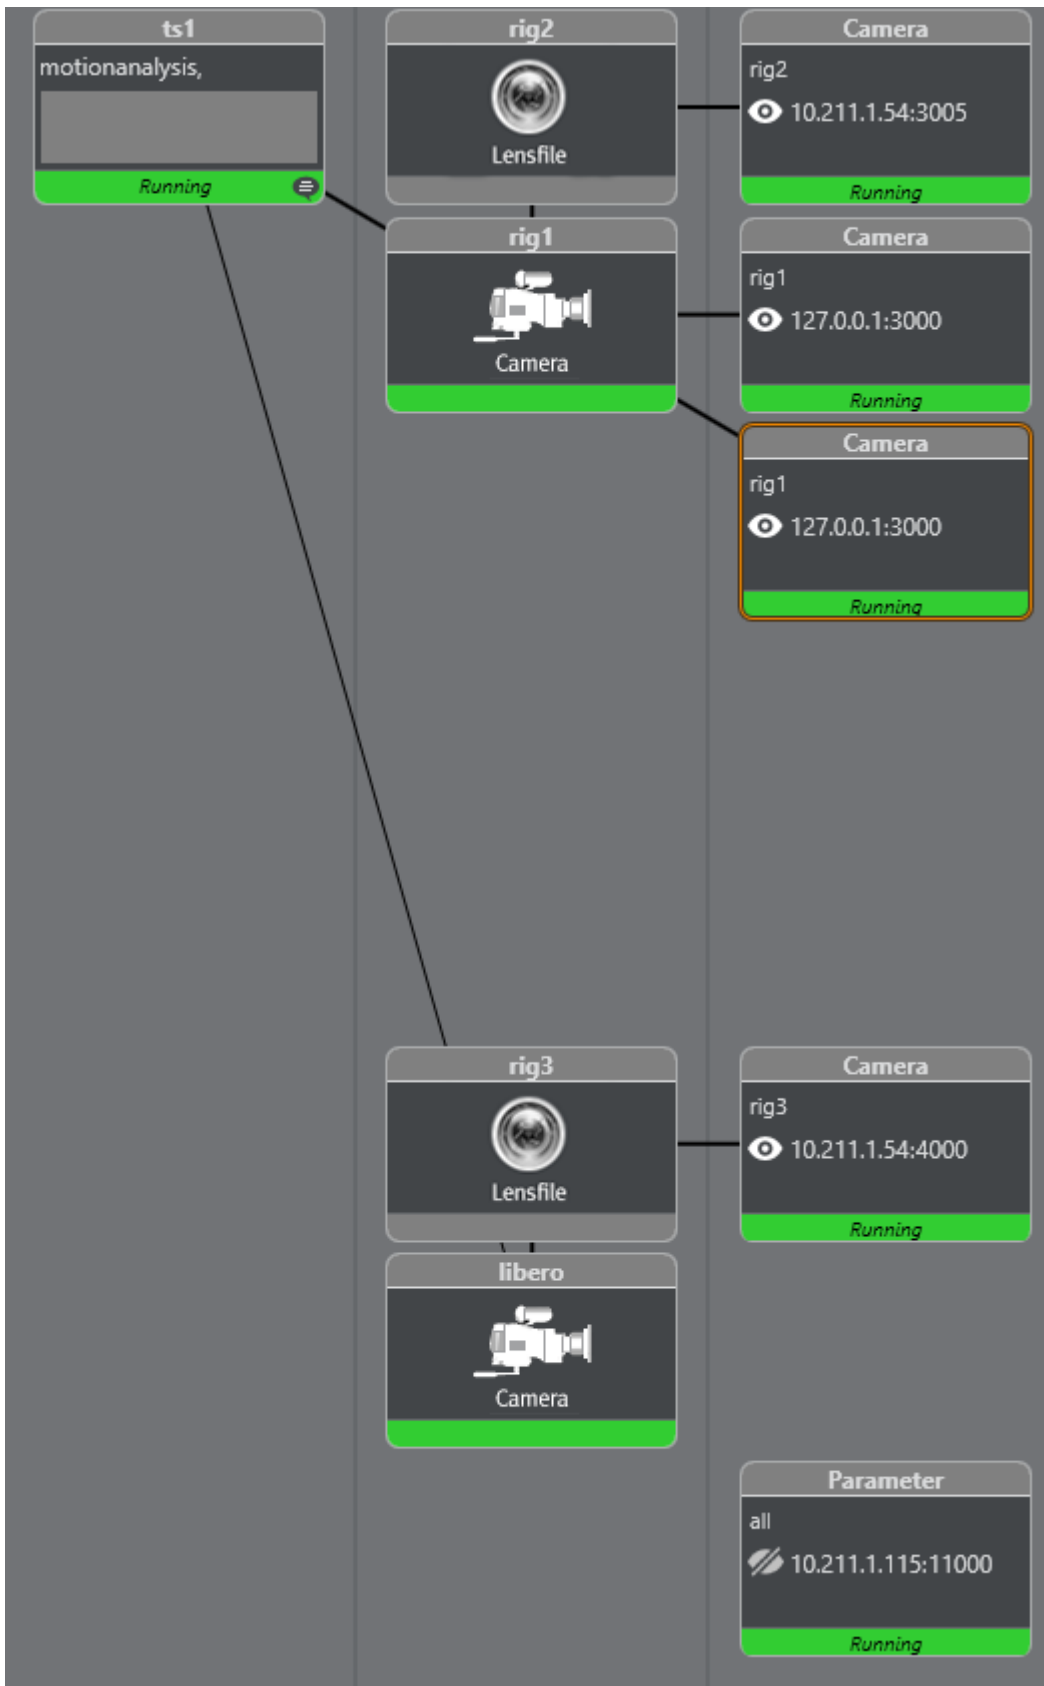 ts1
motionanalysis,
Running
rig2
Lensfile
Camera
rig2
10.211.1.54:3005
Running
rig1
Camera
Camera
rig1
127.0.0.1:3000
Running
Camera
rig1
127.0.0.1:3000
Running
rig3
Lensfile
Camera
rig3
10.211.1.54:4000
Running
libero
Camera
Parameter
all
10.211.1.115:11000
Running